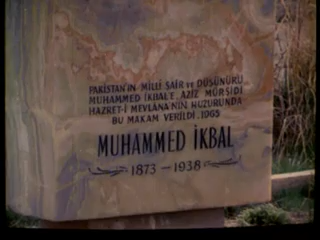 PAKİSTAN'IN MİLLİ ŞAİR ve DÜŞÜNÜRÜ
MUHAMMED İKBAL'E, AZİZ MÜRŞİDİ
HAZRET-İ MEVLÂNA'NIN HUZURUNDA
BU MAKAM VERİLDİ. 1965
MUHAMMED İKBAL
1873 - 1938